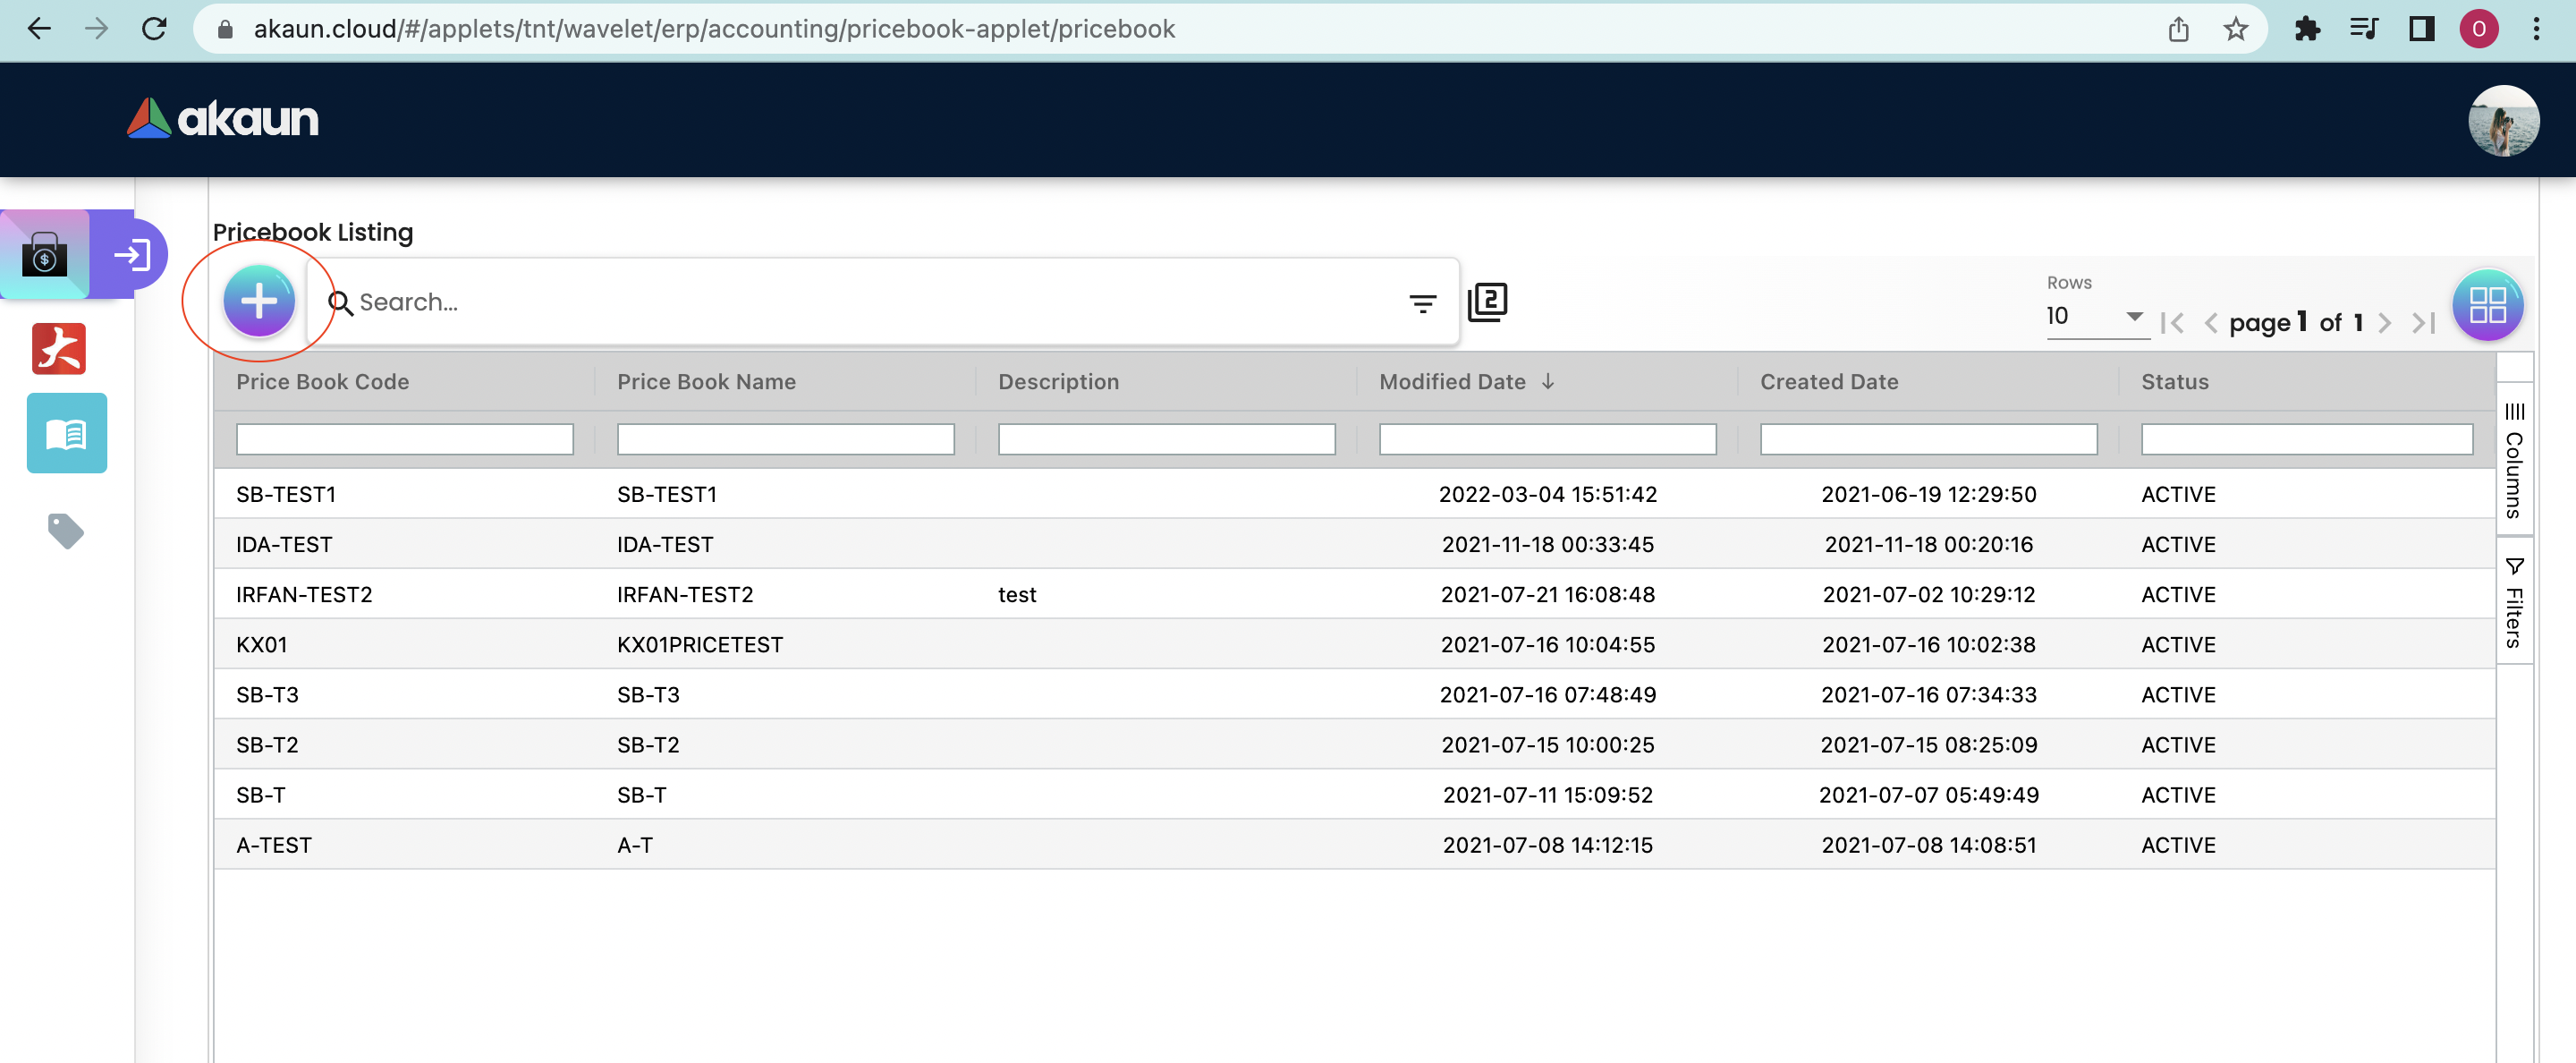 akaun.cloud/#/applets/tnt/wavelet/erp/accounting/pricebook-applet/pricebook
O
akaun
Pricebook Listing
$
Search...
2
Rows
10
page 1 of 1
Price Book Code Price Book Name Description Modified Date ↓ Created Date Status
SB-TEST1 SB-TEST1 2022-03-04 15:51:42 2021-06-19 12:29:50 ACTIVE
IDA-TEST IDA-TEST 2021-11-18 00:33:45 2021-11-18 00:20:16 ACTIVE
IRFAN-TEST2 IRFAN-TEST2 test 2021-07-21 16:08:48 2021-07-02 10:29:12 ACTIVE
KX01 KX01PRICETEST 2021-07-16 10:04:55 2021-07-16 10:02:38 ACTIVE
SB-T3 SB-T3 2021-07-16 07:48:49 2021-07-16 07:34:33 ACTIVE
SB-T2 SB-T2 2021-07-15 10:00:25 2021-07-15 08:25:09 ACTIVE
SB-T SB-T 2021-07-11 15:09:52 2021-07-07 05:49:49 ACTIVE
A-TEST A-T 2021-07-08 14:12:15 2021-07-08 14:08:51 ACTIVE
Columns
Filters